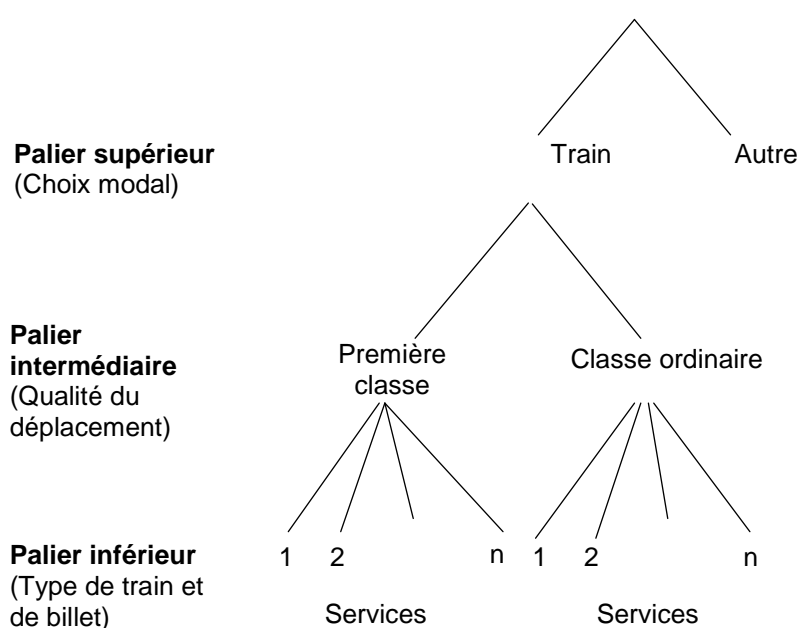 Palier supérieur
(Choix modal)
Train Autre
Palier
intermédiaire
(Qualité du
déplacement)
Première
classe
Classe ordinaire
Palier inférieur
(Type de train et
de billet)
1 2 n 1 2 n
Services Services